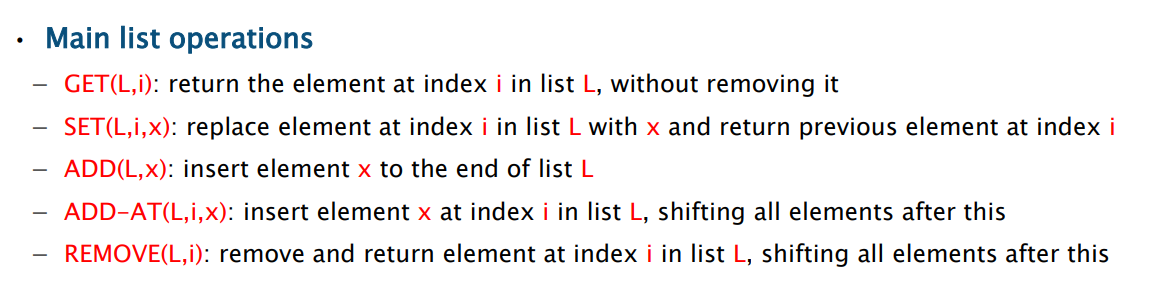 • Main list operations
– GET(L,i): return the element at index i in list L, without removing it
– SET(L,i,x): replace element at index i in list L with x and return previous element at index i
– ADD(L,x): insert element x to the end of list L
– ADD-AT(L,i,x): insert element x at index i in list L, shifting all elements after this
– REMOVE(L,i): remove and return element at index i in list L, shifting all elements after this